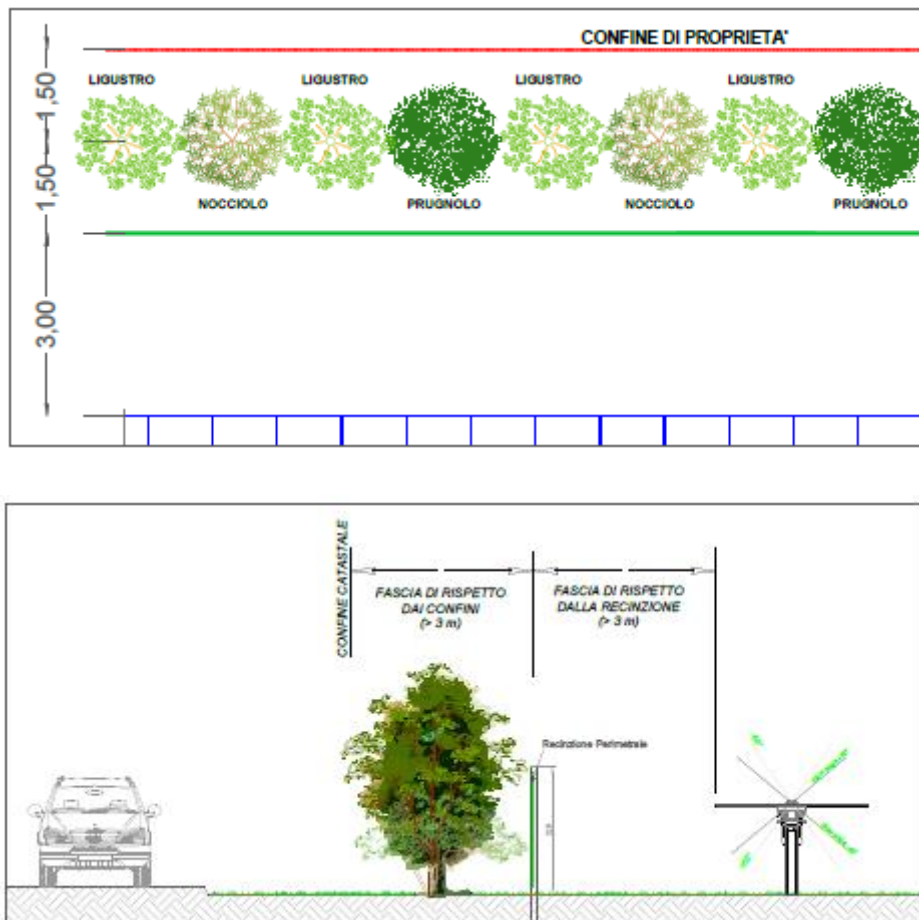 CONFINE DI PROPRIETA'
LIGUSTRO LIGUSTRO LIGUSTRO LIGUSTRO
1,50
1,50
NOCCIOLO PRUGNOLO NOCCIOLO PRUGNOLO
3,00
CONFINE CATASTALE
FASCIA DI RISPETTO
DAI CONFINI
(> 3 m)
FASCIA DI RISPETTO
DALLA RECINZIONE
(> 3 m)
Recinzione Perimetrale